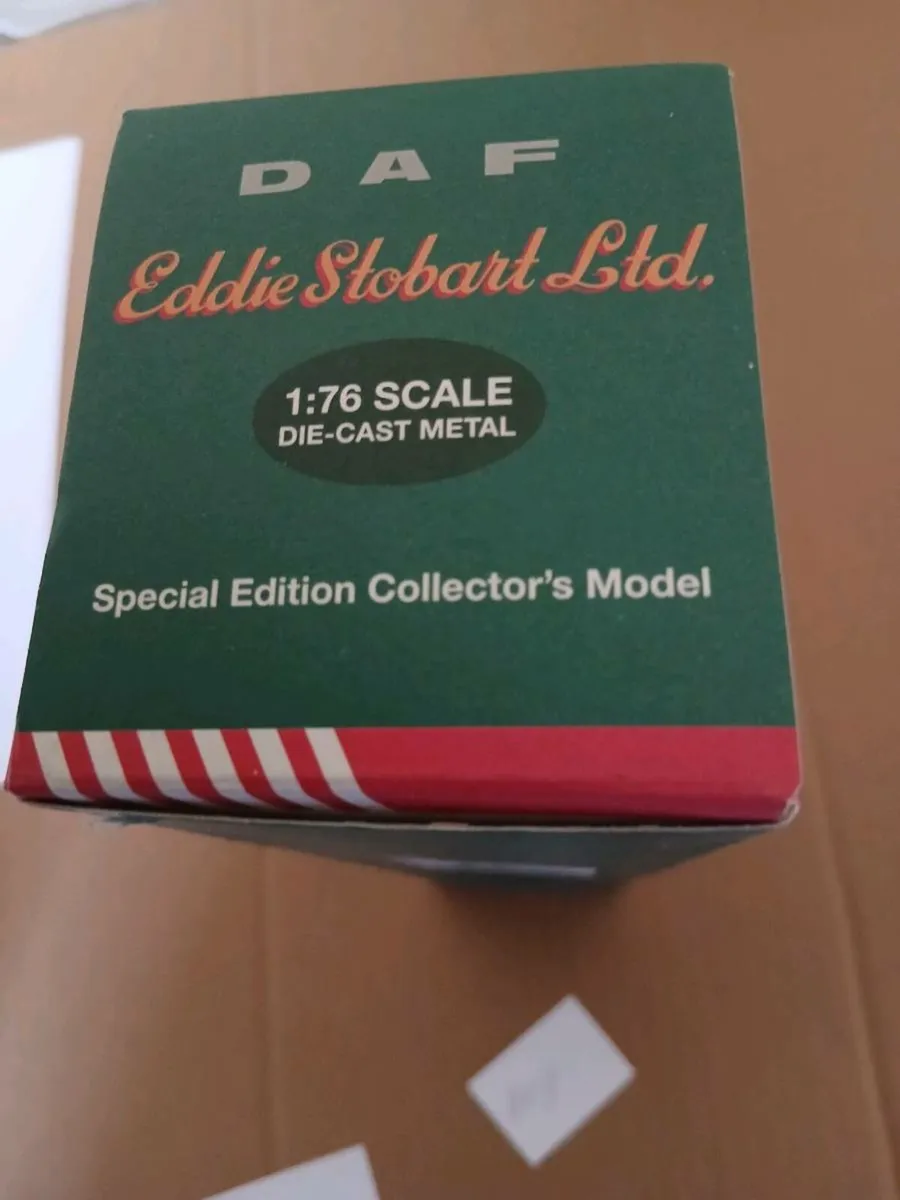 DAF
Eddie Stobart Ltd.
1:76 SCALE
DIE-CAST METAL
Special Edition Collector's Model